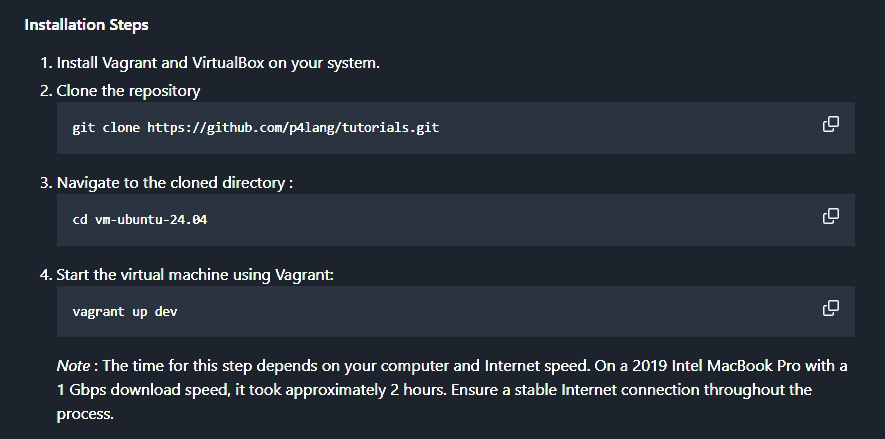 Installation Steps
1. Install Vagrant and VirtualBox on your system.
2. Clone the repository
git clone https://github.com/p4lang/tutorials.git
3. Navigate to the cloned directory :
cd vm-ubuntu-24.04
4. Start the virtual machine using Vagrant:
vagrant up dev
Note : The time for this step depends on your computer and Internet speed. On a 2019 Intel MacBook Pro with a
1 Gbps download speed, it took approximately 2 hours. Ensure a stable Internet connection throughout the
process.